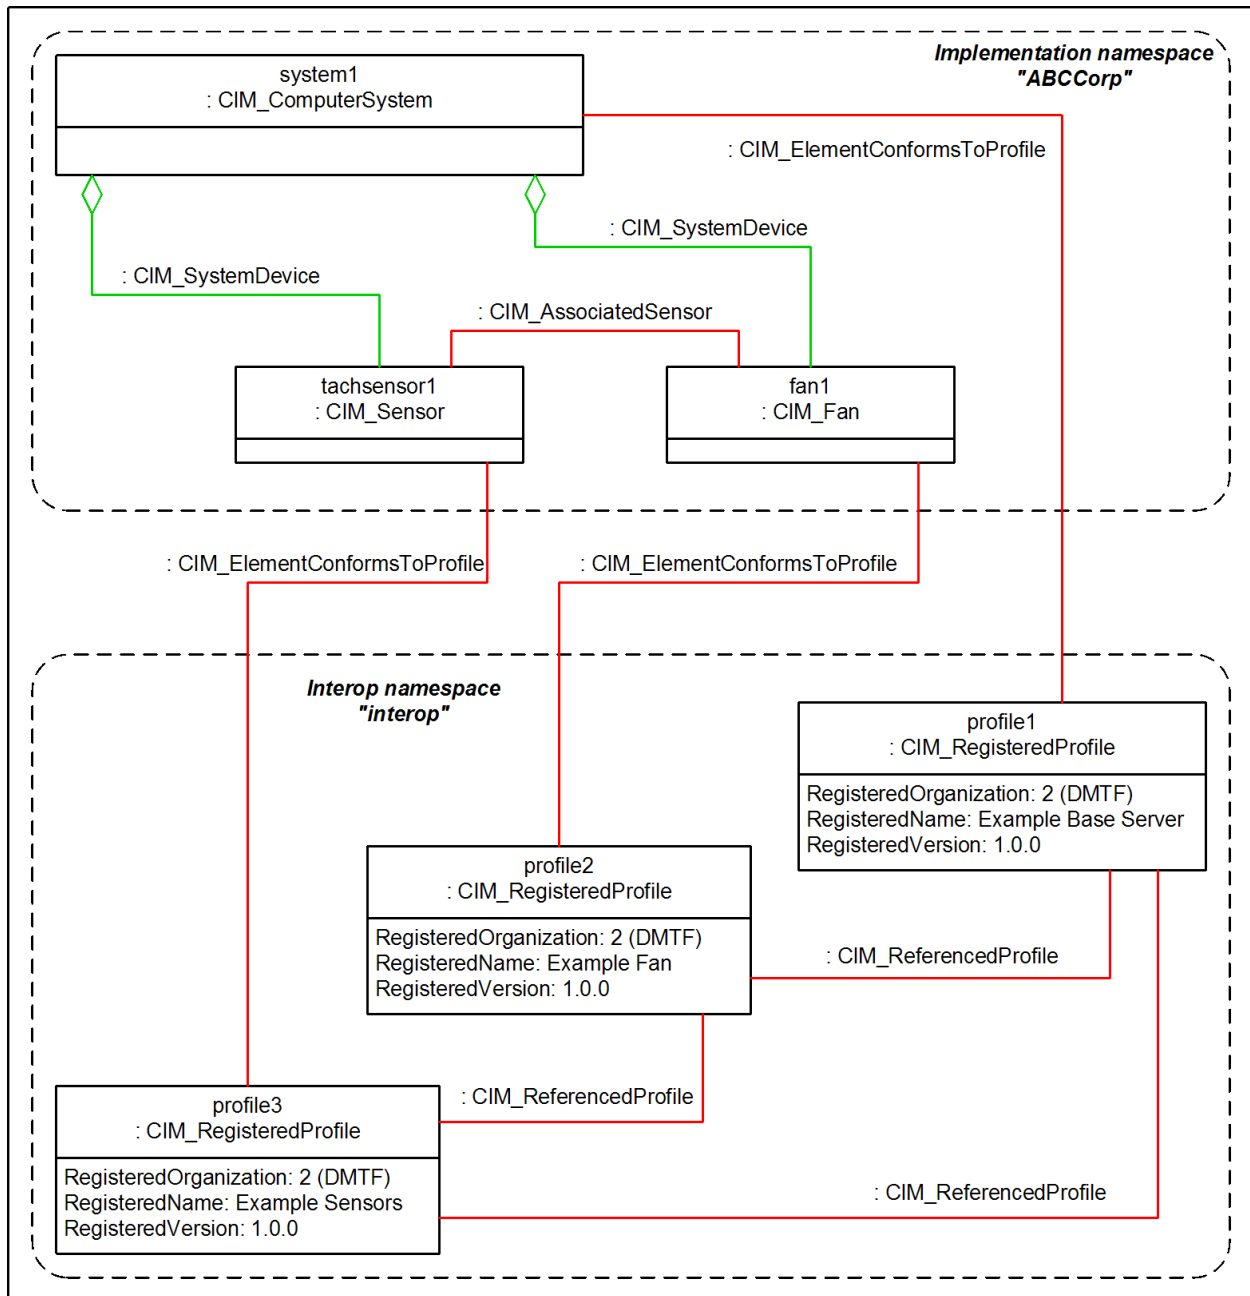 Implementation namespace
"ABCCorp"
system1
: CIM_ComputerSystem
: CIM_ElementConformsToProfile
: CIM_SystemDevice
: CIM_SystemDevice
: CIM_AssociatedSensor
tachsensor1
: CIM_Sensor
fan1
: CIM_Fan
: CIM_ElementConformsToProfile
: CIM_ElementConformsToProfile
Interop namespace
"interop"
profile1
: CIM_RegisteredProfile
RegisteredOrganization: 2 (DMTF)
RegisteredName: Example Base Server
RegisteredVersion: 1.0.0
profile2
: CIM_RegisteredProfile
RegisteredOrganization: 2 (DMTF)
RegisteredName: Example Fan
RegisteredVersion: 1.0.0
: CIM_ReferencedProfile
: CIM_ReferencedProfile
profile3
: CIM_RegisteredProfile
RegisteredOrganization: 2 (DMTF)
RegisteredName: Example Sensors
RegisteredVersion: 1.0.0
: CIM_ReferencedProfile